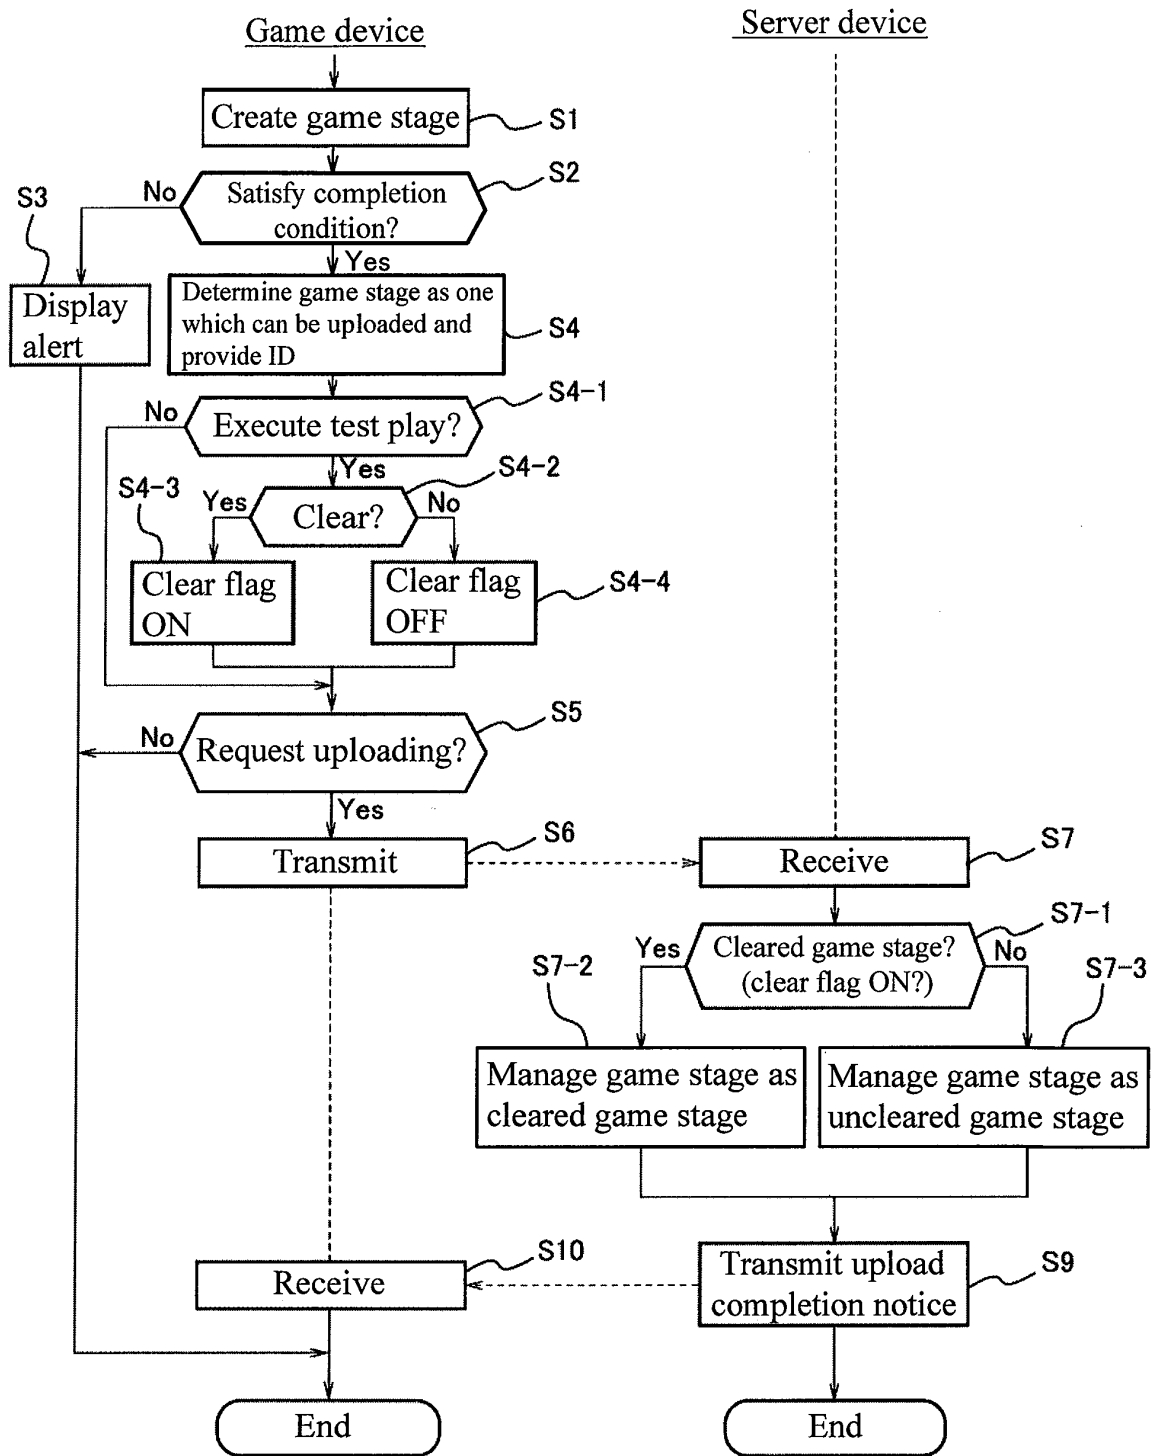 Game device
Server device
Create game stage
S1
S2
No
Satisfy completion
condition?
S3
Yes
Display
alert
Determine game stage as one
which can be uploaded and
provide ID
S4
S4-1
No
Execute test play?
Yes
S4-2
S4-3
Yes
No
Clear?
Clear flag
ON
Clear flag
OFF
S4-4
S5
No
Request uploading?
Yes
S6
Transmit
S7
Receive
S7-1
Yes
Cleared game stage?
(clear flag ON?)
No
S7-2
S7-3
Manage game stage as
cleared game stage
Manage game stage as
uncleared game stage
S10
Receive
Transmit upload
completion notice
S9
End
End